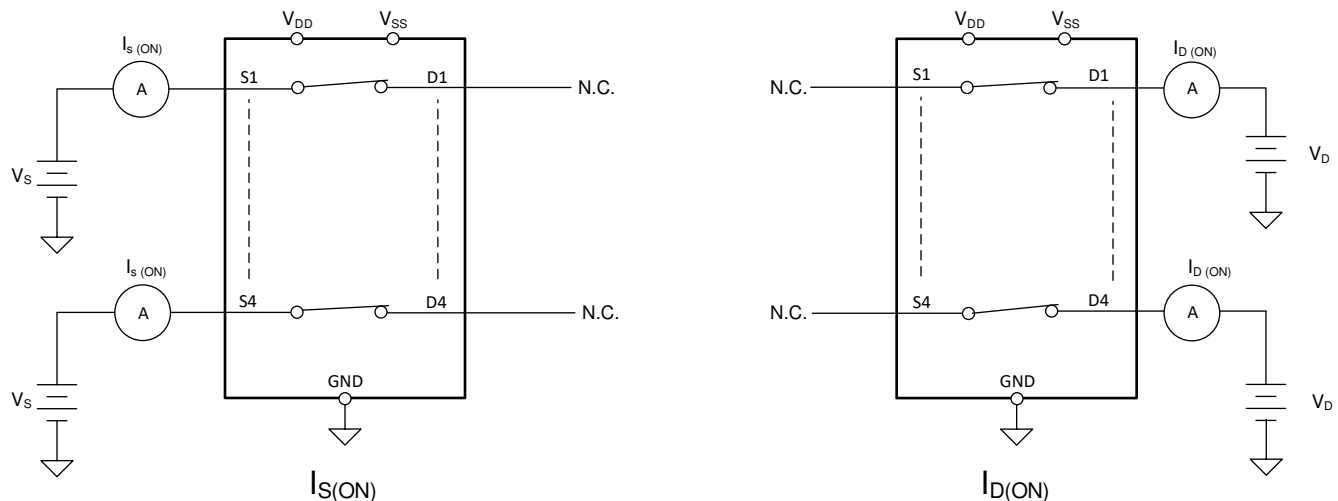 VDD VSS
Is (ON)
A
S1 D1
N.C.
VS
Is (ON)
A
S4 D4
N.C.
VS
GND
IS(ON)
VDD VSS
ID (ON)
N.C.
S1 D1
A
VD
ID (ON)
N.C.
S4 D4
A
VD
GND
ID(ON)